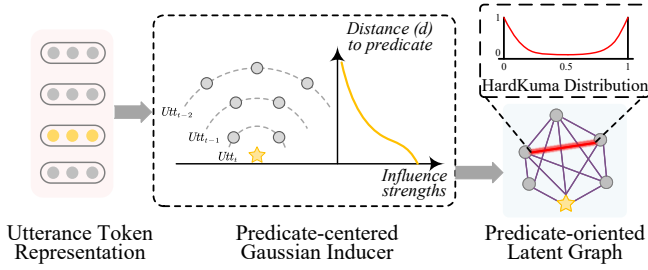 Distance (d)
to predicate
Utt_{t-2}
Utt_{t-1}
Utt_t
Influence
strengths
1
1
0
0
0.5
1
HardKuma Distribution
Utterance Token
Representation
Predicate-centered
Gaussian Inducer
Predicate-oriented
Latent Graph